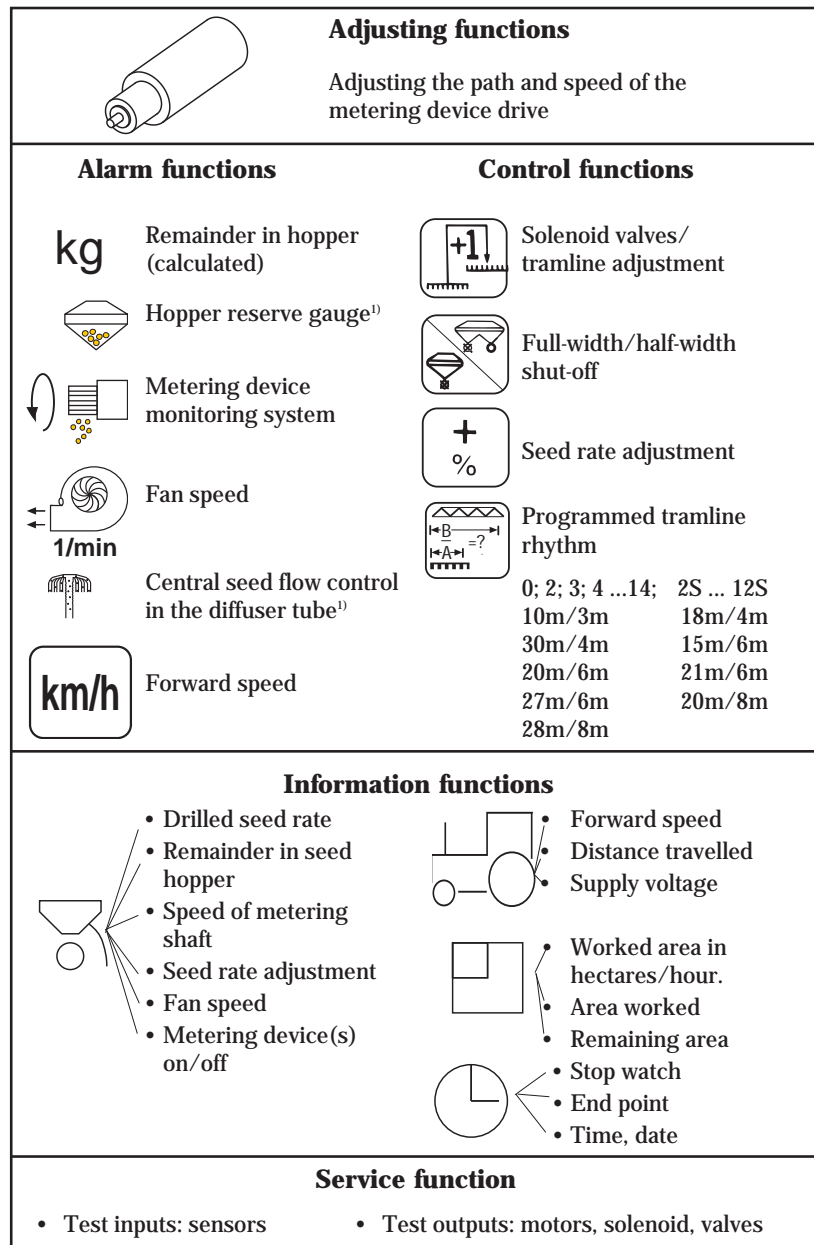 Adjusting functions
Adjusting the path and speed of the
metering device drive
Alarm functions
kg
Remainder in hopper
(calculated)
Hopper reserve gauge1)
Metering device
monitoring system
Fan speed
1/min
Central seed flow control
in the diffuser tube1)
km/h
Forward speed
Control functions
+1
Solenoid valves/
tramline adjustment
Full-width/half-width
shut-off
+
%
Seed rate adjustment
B
A
=?
Programmed tramline
rhythm
0; 2; 3; 4 ...14; 2S ... 12S
10m/3m 18m/4m
30m/4m 15m/6m
20m/6m 21m/6m
27m/6m 20m/8m
28m/8m
Information functions
• Drilled seed rate
• Remainder in seed
hopper
• Speed of metering
shaft
• Seed rate adjustment
• Fan speed
• Metering device(s)
on/off
• Forward speed
• Distance travelled
• Supply voltage
• Worked area in
hectares/hour.
• Area worked
• Remaining area
• Stop watch
• End point
• Time, date
Service function
• Test inputs: sensors • Test outputs: motors, solenoid, valves